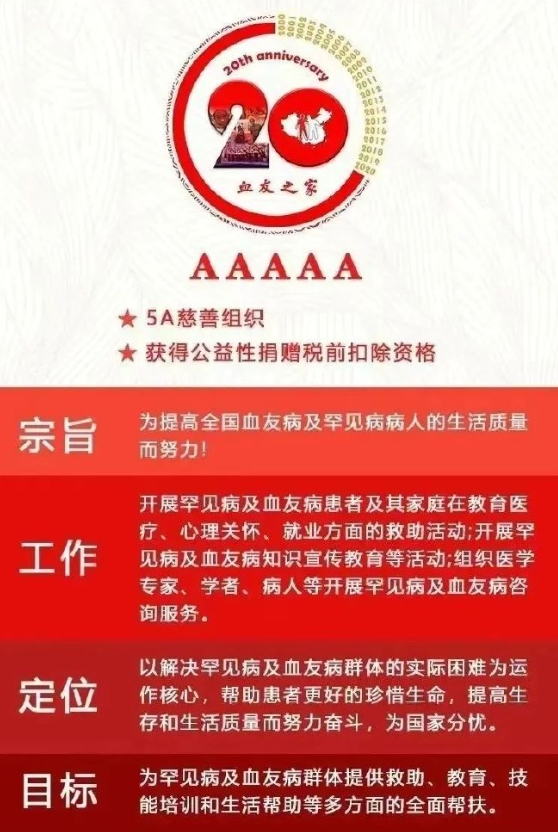 20th anniversary
20
2000
2001
2002
2003
2004
2005
2006
2007
2008
2009
2010
2011
2012
2013
2014
2015
2016
2017
2018
2019
2020
血友之家
AAAAA
★ 5A慈善组织
★ 获得公益性捐赠税前扣除资格
宗旨
为提高全国血友病及罕见病病人的生活质量
而努力!
工作
开展罕见病及血友病患者及其家庭在教育医
疗、心理关怀、就业方面的救助活动;开展罕
见病及血友病知识宣传教育等活动;组织医学
专家、学者、病人等开展罕见病及血友病咨
询服务。
定位
以解决罕见病及血友病群体的实际困难为运
作核心，帮助患者更好的珍惜生命，提高生
存和生活质量而努力奋斗，为国家分忧。
目标
为罕见病及血友病群体提供救助、教育、技
能培训和生活帮助等多方面的全面帮扶。